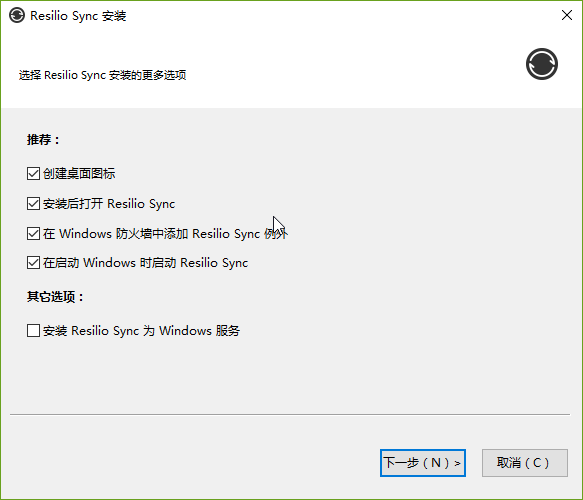 Resilio Sync 安装
选择 Resilio Sync 安装的更多选项
推荐：
创建桌面图标
安装后打开 Resilio Sync
在 Windows 防火墙中添加 Resilio Sync 例外
在启动 Windows 时启动 Resilio Sync
其它选项：
安装 Resilio Sync 为 Windows 服务
下一步（N）>
取消（C）